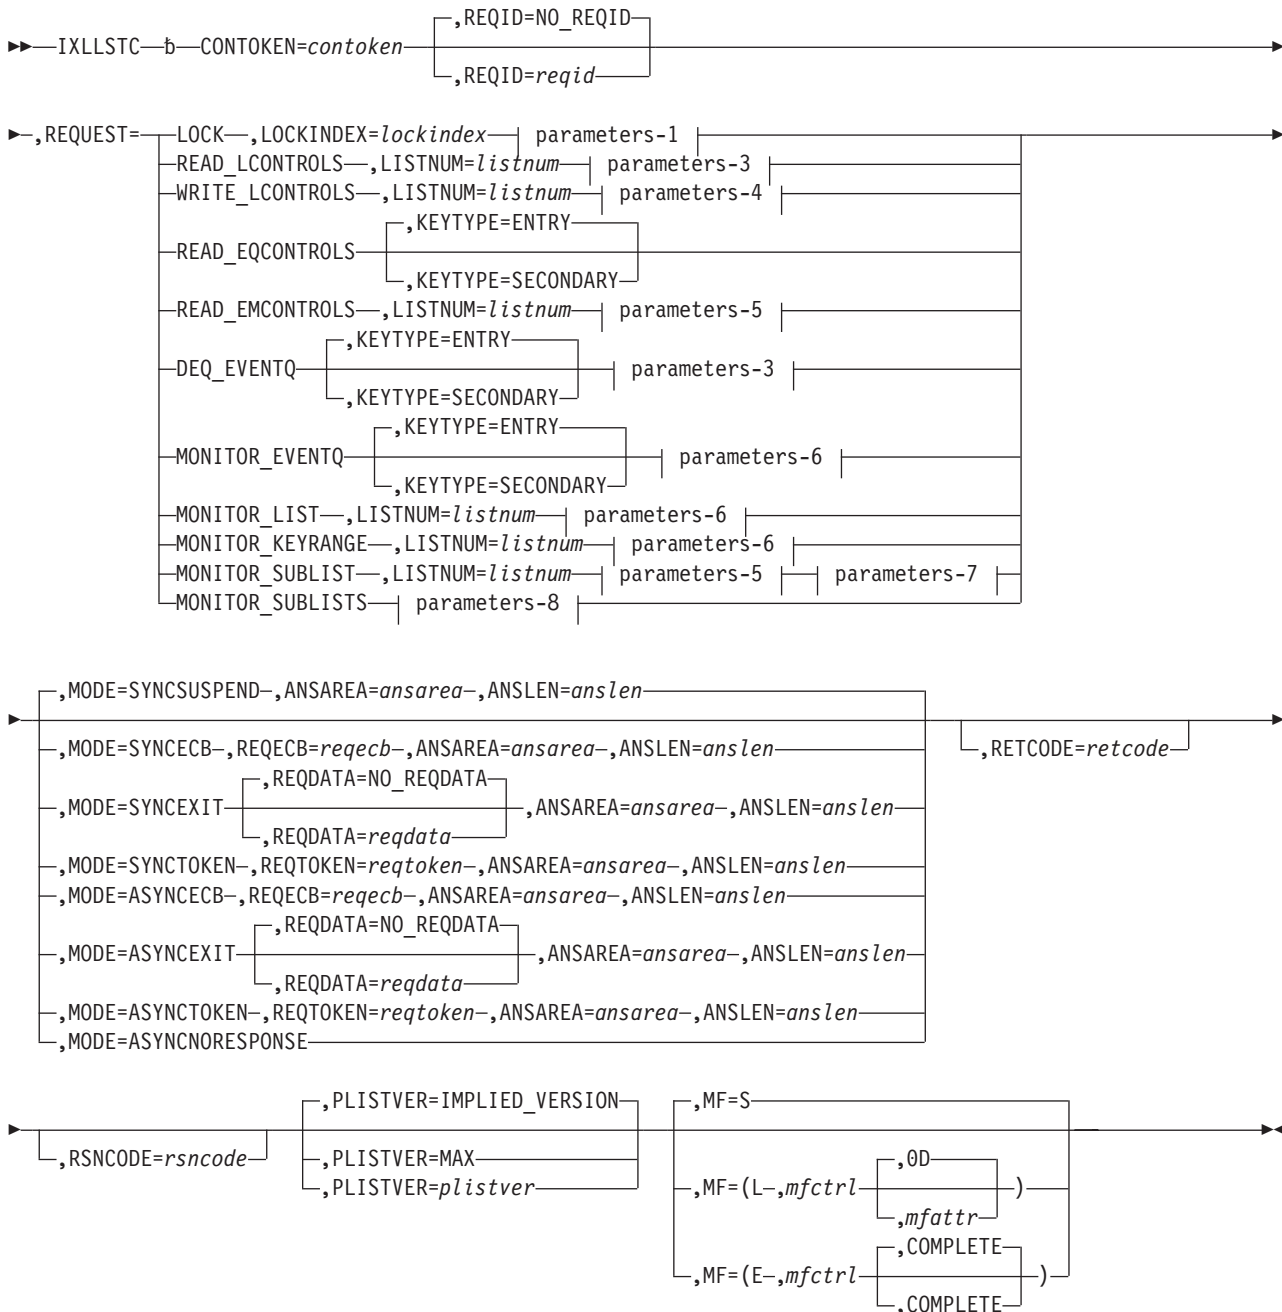 ,REQID=NO_REQID
IXLLSTC ƀ CONTOKEN=contoken
,REQID=reqid
,REQUEST= LOCK ,LOCKINDEX=lockindex parameters-1
READ_LCONTROLS ,LISTNUM=listnum parameters-3
WRITE_LCONTROLS ,LISTNUM=listnum parameters-4
,KEYTYPE=ENTRY
READ_EQCONTROLS
,KEYTYPE=SECONDARY
READ_EMCONTROLS ,LISTNUM=listnum parameters-5
,KEYTYPE=ENTRY
DEQ_EVENTQ parameters-3
,KEYTYPE=SECONDARY
,KEYTYPE=ENTRY
MONITOR_EVENTQ parameters-6
,KEYTYPE=SECONDARY
MONITOR_LIST ,LISTNUM=listnum parameters-6
MONITOR_KEYRANGE ,LISTNUM=listnum parameters-6
MONITOR_SUBLIST ,LISTNUM=listnum parameters-5 parameters-7
MONITOR_SUBLISTS parameters-8
,MODE=SYNCSUSPEND ,ANSAREA=ansarea ,ANSLEN=anslen
,MODE=SYNCECB ,REQECB=reqecb ,ANSAREA=ansarea ,ANSLEN=anslen ,RETCODE=retcode
,REQDATA=NO_REQDATA
,MODE=SYNCEXIT ,ANSAREA=ansarea ,ANSLEN=anslen
,REQDATA=reqdata
,MODE=SYNCTOKEN ,REQTOKEN=reqtoken ,ANSAREA=ansarea ,ANSLEN=anslen
,MODE=ASYNCECB ,REQECB=reqecb ,ANSAREA=ansarea ,ANSLEN=anslen
,REQDATA=NO_REQDATA
,MODE=ASYNCEXIT ,ANSAREA=ansarea ,ANSLEN=anslen
,REQDATA=reqdata
,MODE=ASYNCTOKEN ,REQTOKEN=reqtoken ,ANSAREA=ansarea ,ANSLEN=anslen
,MODE=ASYNCNORESPONSE
,PLISTVER=IMPLIED_VERSION ,MF=S
,RSNCODE=rsncode ,PLISTVER=MAX ,0D
,PLISTVER=plistver ,MF=(L ,mfctrl )
,mfattr
,COMPLETE
,MF=(E ,mfctrl )
,COMPLETE